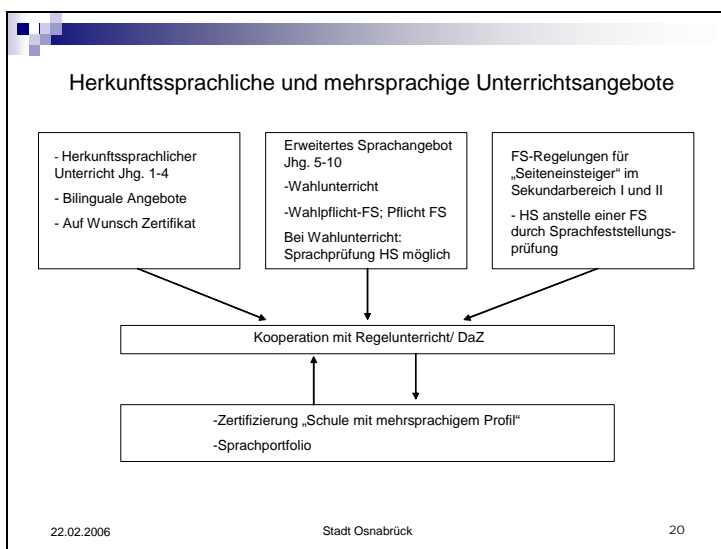 Herkunftssprachliche und mehrsprachige Unterrichtsangebote
- Herkunftssprachlicher
Unterricht Jhg. 1-4
- Bilinguale Angebote
- Auf Wunsch Zertifikat
Erweitertes Sprachangebot
Jhg. 5-10
-Wahlunterricht
-Wahlpflicht-FS; Pflicht FS
Bei Wahlunterricht:
Sprachprüfung HS möglich
FS-Regelungen für
„Seiteneinsteiger“ im
Sekundarbereich I und II
- HS anstelle einer FS
durch Sprachfeststellungs-
prüfung
Kooperation mit Regelunterricht/ DaZ
-Zertifizierung „Schule mit mehrsprachigem Profil“
-Sprachportfolio
22.02.2006
Stadt Osnabrück
20